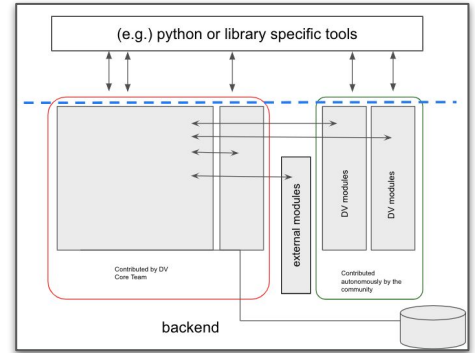 (e.g.) python or library specific tools
external modules
DV modules
DV modules
Contributed by DV
Core Team
Contributed
autonomously by the
community
backend